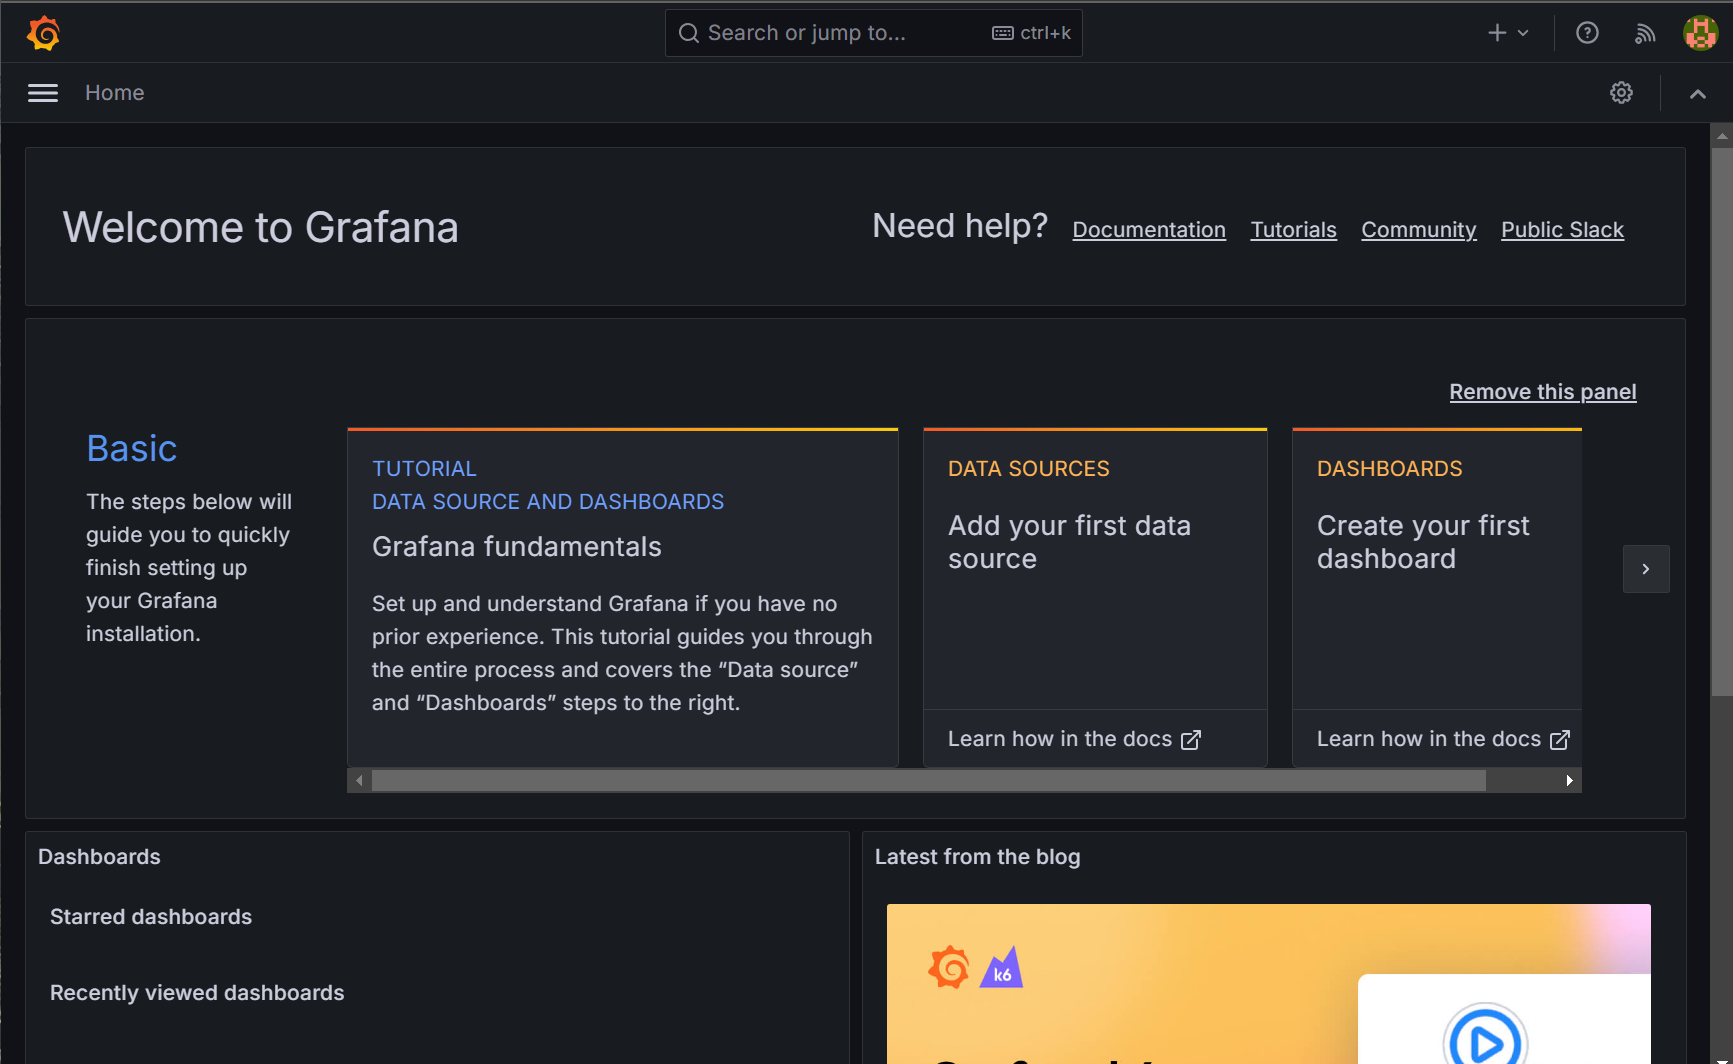 Search or jump to...
ctrl+k
Home
Welcome to Grafana
Need help?
Documentation
Tutorials
Community
Public Slack
Remove this panel
Basic
The steps below will
guide you to quickly
finish setting up
your Grafana
installation.
TUTORIAL
DATA SOURCE AND DASHBOARDS
Grafana fundamentals
Set up and understand Grafana if you have no
prior experience. This tutorial guides you through
the entire process and covers the “Data source”
and “Dashboards” steps to the right.
DATA SOURCES
Add your first data
source
Learn how in the docs
DASHBOARDS
Create your first
dashboard
Learn how in the docs
Dashboards
Starred dashboards
Recently viewed dashboards
Latest from the blog
k6